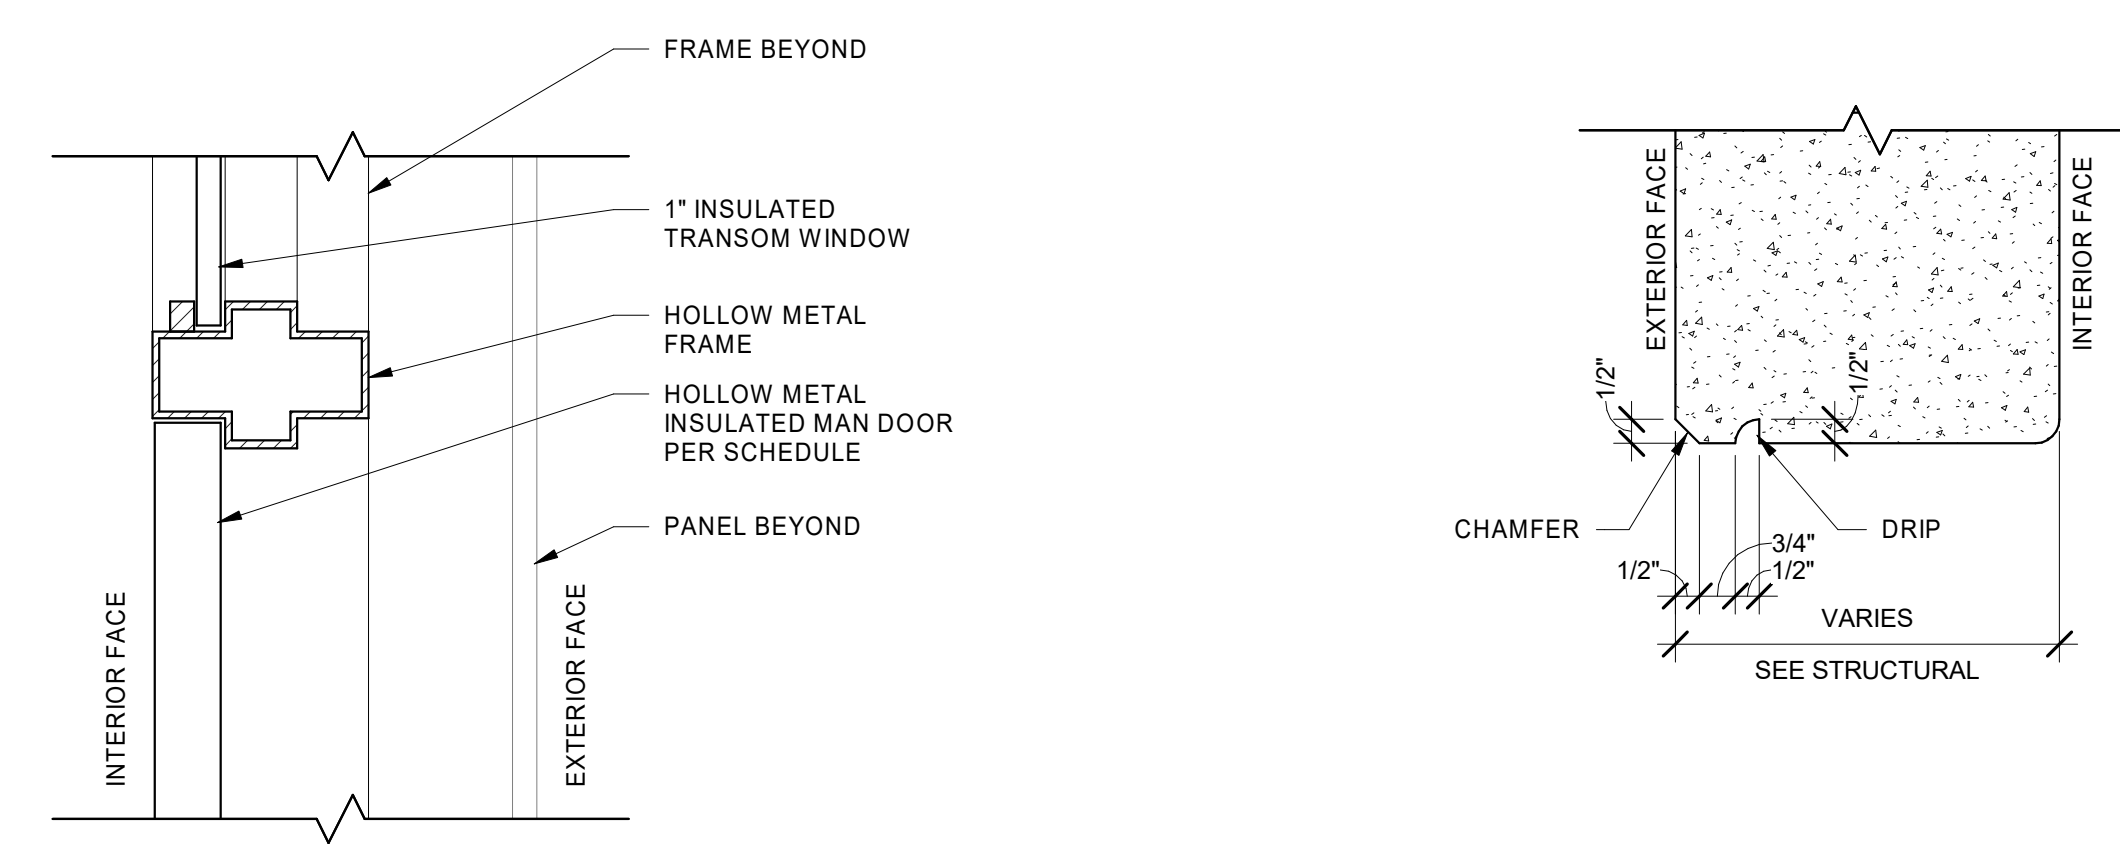 FRAME BEYOND
1" INSULATED
TRANSOM WINDOW
HOLLOW METAL
FRAME
HOLLOW METAL
INSULATED MAN DOOR
PER SCHEDULE
PANEL BEYOND
INTERIOR FACE
EXTERIOR FACE
EXTERIOR FACE
INTERIOR FACE
1/2"
1/2"
CHAMFER
DRIP
3/4"
1/2"
1/2"
VARIES
SEE STRUCTURAL